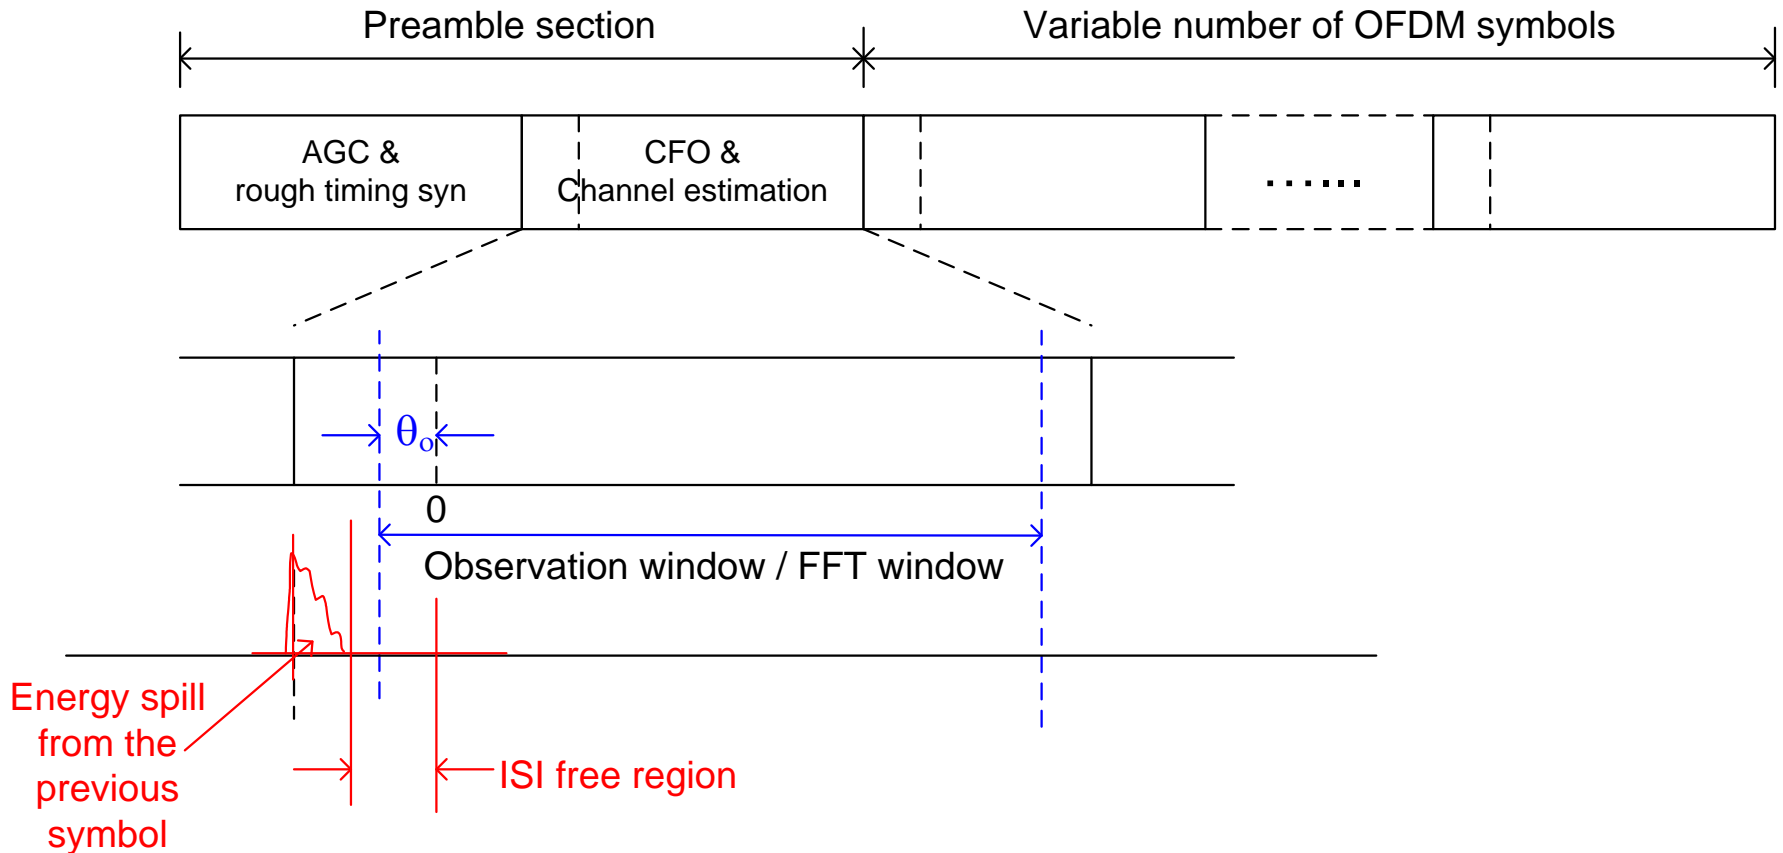 Preamble section
Variable number of OFDM symbols
AGC &
rough timing syn
CFO &
Channel estimation
......
θo
0
Observation window / FFT window
Energy spill
from the
previous
symbol
ISI free region